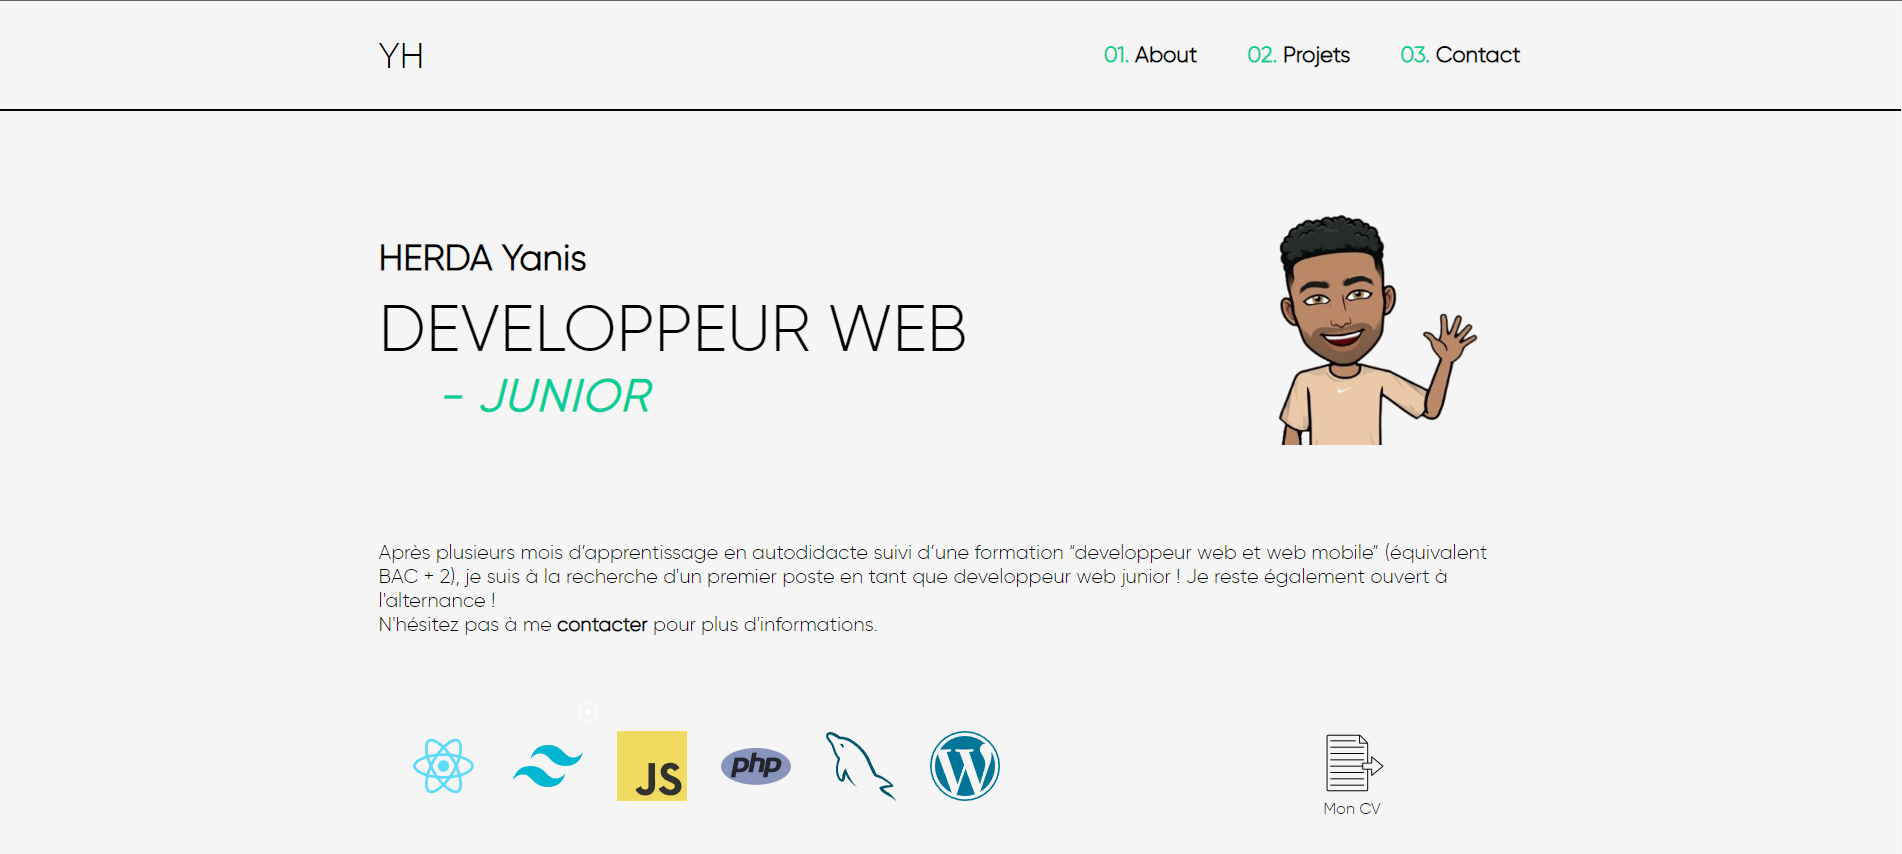 YH
01. About 02. Projets 03. Contact
HERDA Yanis
DEVELOPPEUR WEB
- JUNIOR
Après plusieurs mois d’apprentissage en autodidacte suivi d’une formation “developpeur web et web mobile” (équivalent
BAC + 2), je suis à la recherche d'un premier poste en tant que developpeur web junior ! Je reste également ouvert à
l'alternance !
N'hésitez pas à me contacter pour plus d'informations.
JS
php
W
Mon CV